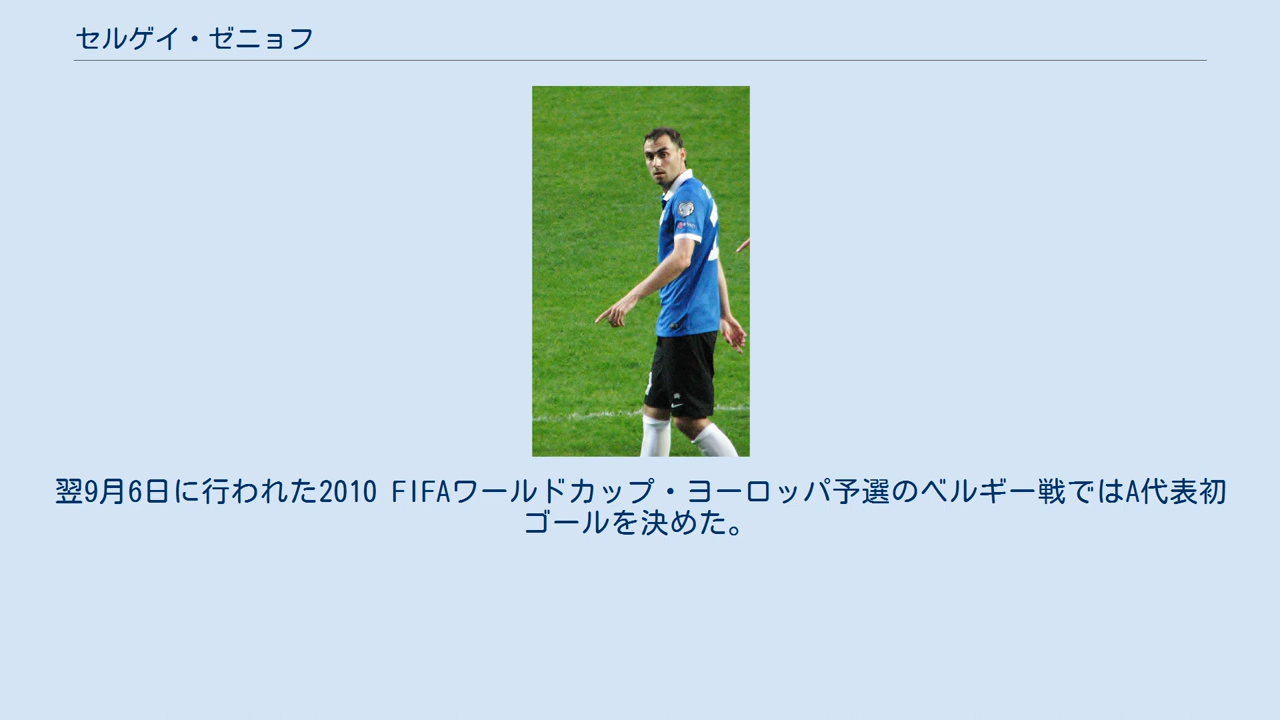 セルゲイ・ゼニョフ
翌9月6日に行われた2010 FIFAワールドカップ・ヨーロッパ予選のベルギー戦ではA代表初
ゴールを決めた。